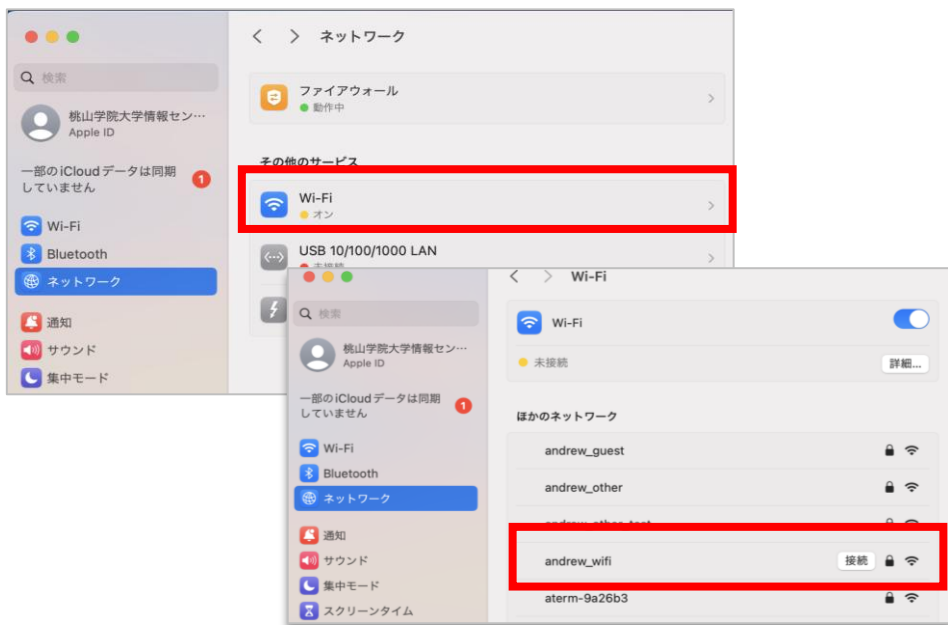 ネットワーク
検索
ファイアウォール
動作中
桃山学院大学情報セン…
Apple ID
その他のサービス
一部のiCloudデータは同期
していません
1
Wi-Fi
オン
Wi-Fi
Bluetooth
ネットワーク
USB 10/100/1000 LAN
未接続
通知
サウンド
集中モード
Wi-Fi
検索
Wi-Fi
桃山学院大学情報セン…
Apple ID
未接続
詳細...
一部のiCloudデータは同期
していません
1
ほかのネットワーク
Wi-Fi
Bluetooth
ネットワーク
通知
サウンド
集中モード
スクリーンタイム
andrew_guest
andrew_other
andrew_other_test
andrew_wifi 接続
aterm-9a26b3